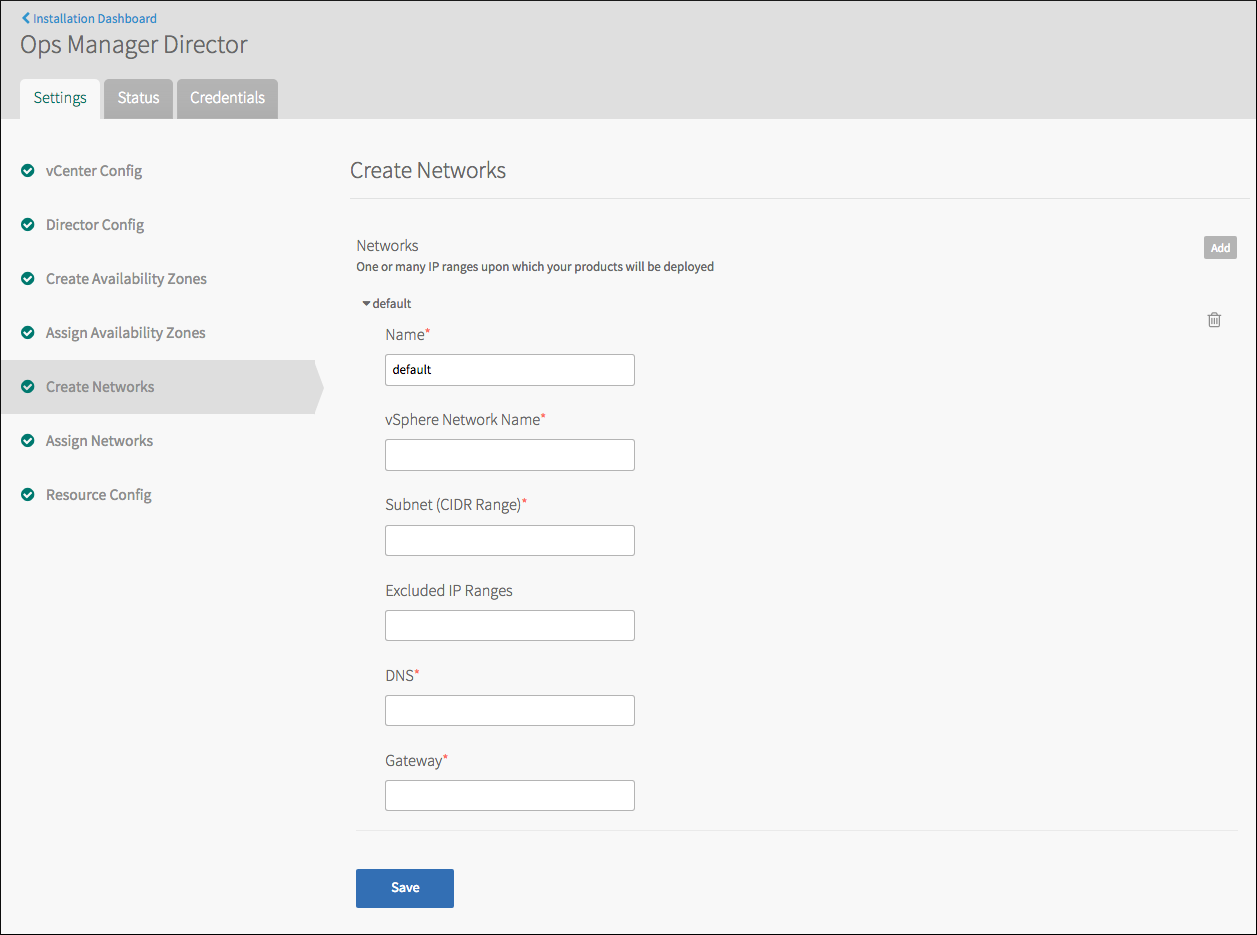 Installation Dashboard
Ops Manager Director
Settings
Status
Credentials
vCenter Config
Director Config
Create Availability Zones
Assign Availability Zones
Create Networks
Assign Networks
Resource Config
Create Networks
Networks
Add
One or many IP ranges upon which your products will be deployed
default
Name*
default
vSphere Network Name*
Subnet (CIDR Range)*
Excluded IP Ranges
DNS*
Gateway*
Save